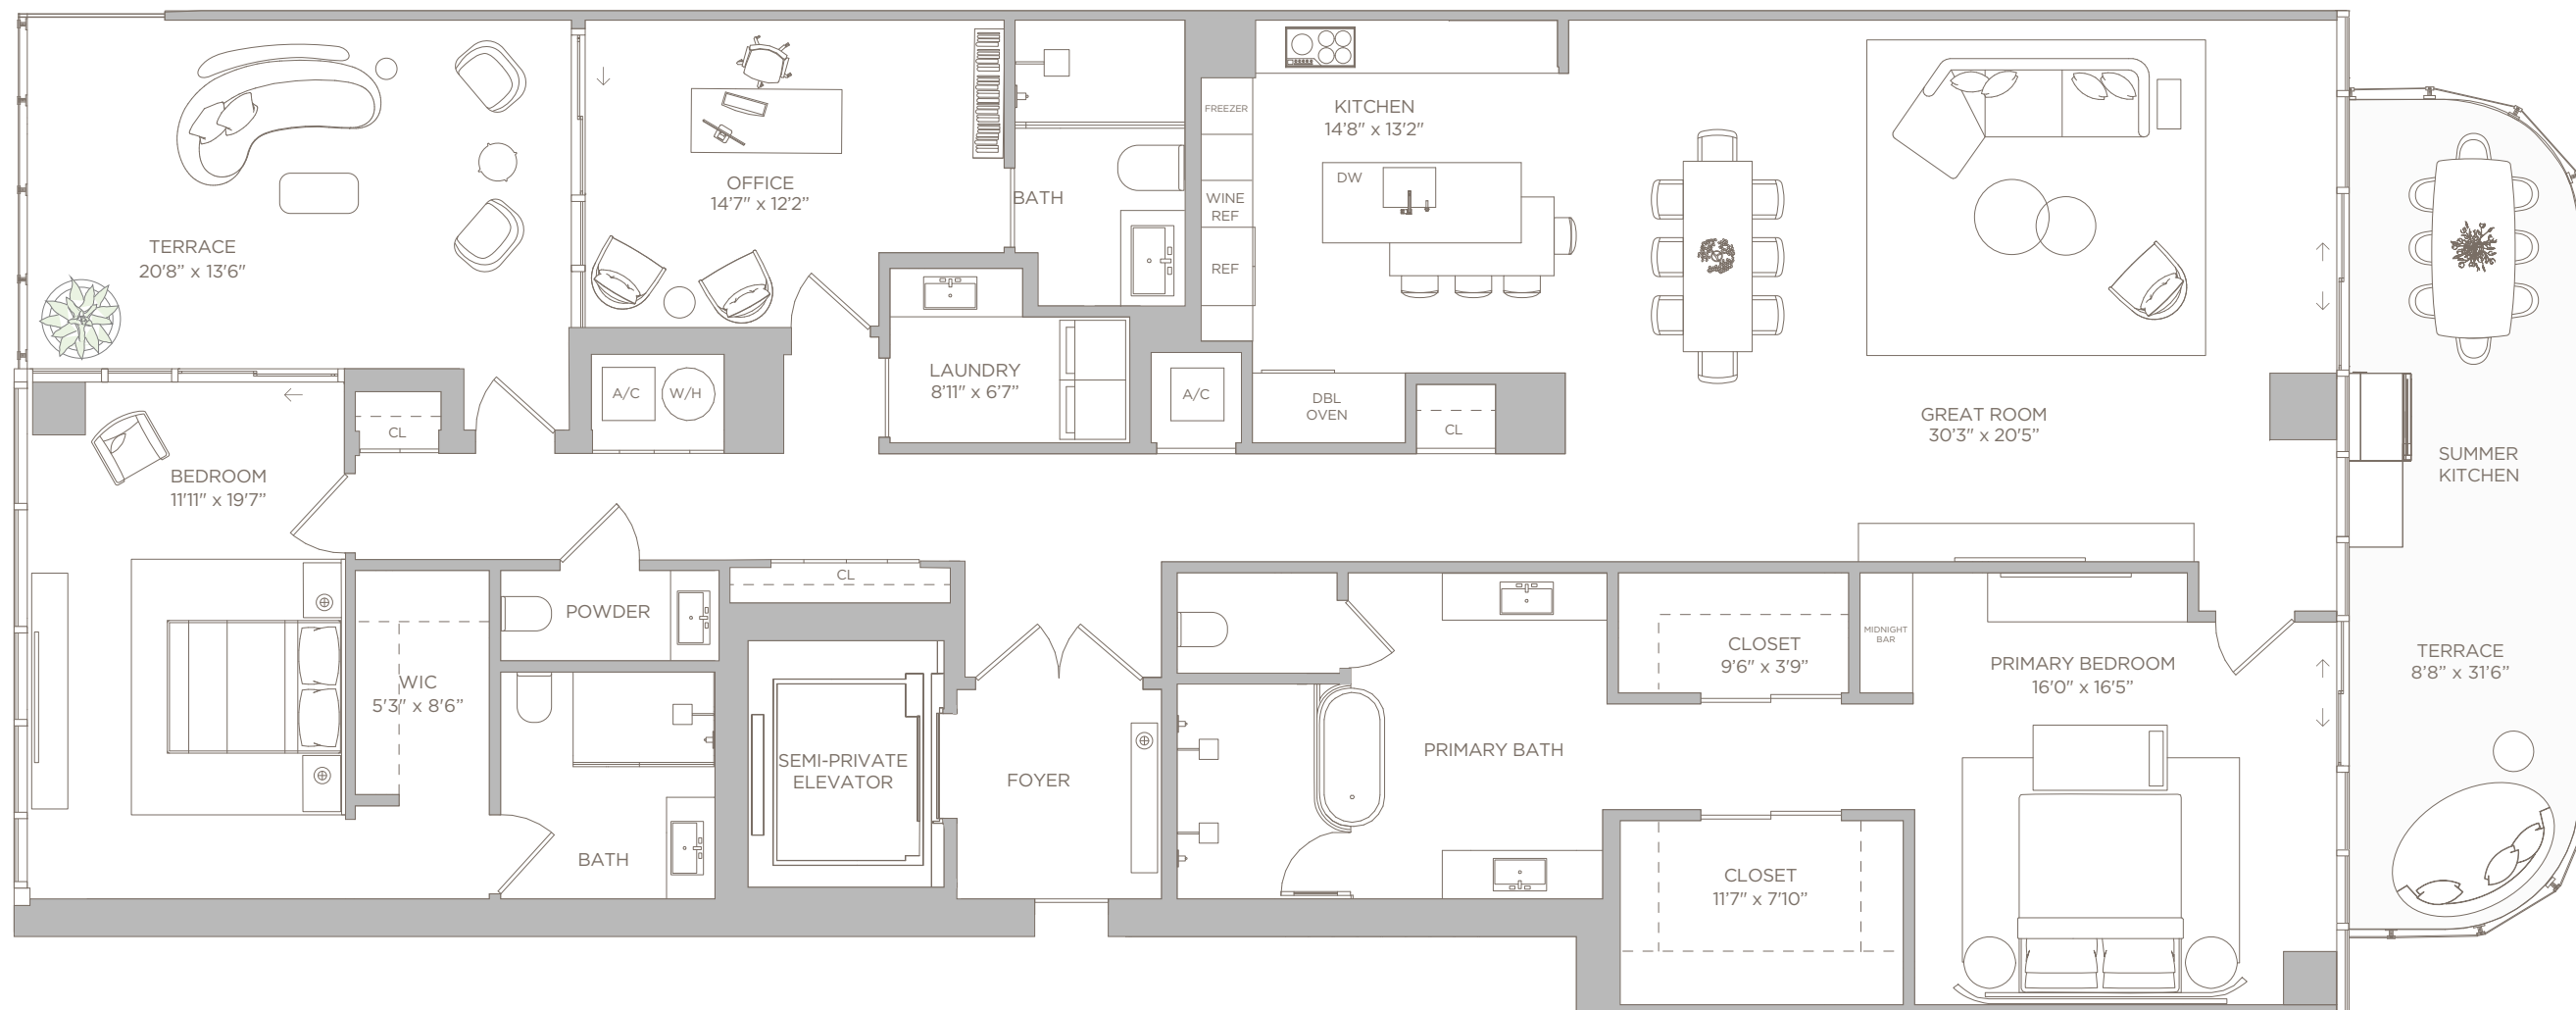 TERRACE
20'8" x 13'6"
OFFICE
14'7" x 12'2"
BATH
FREEZER
WINE
REF
REF
KITCHEN
14'8" x 13'2"
DW
A/C
W/H
LAUNDRY
8'11" x 6'7"
A/C
DBL
OVEN
CL
GREAT ROOM
30'3" x 20'5"
SUMMER
KITCHEN
CL
BEDROOM
11'11" x 19'7"
WIC
5'3" x 8'6"
POWDER
CL
BATH
SEMI-PRIVATE
ELEVATOR
FOYER
PRIMARY BATH
CLOSET
9'6" x 3'9"
MIDNIGHT
BAR
PRIMARY BEDROOM
16'0" x 16'5"
TERRACE
8'8" x 31'6"
CLOSET
11'7" x 7'10"